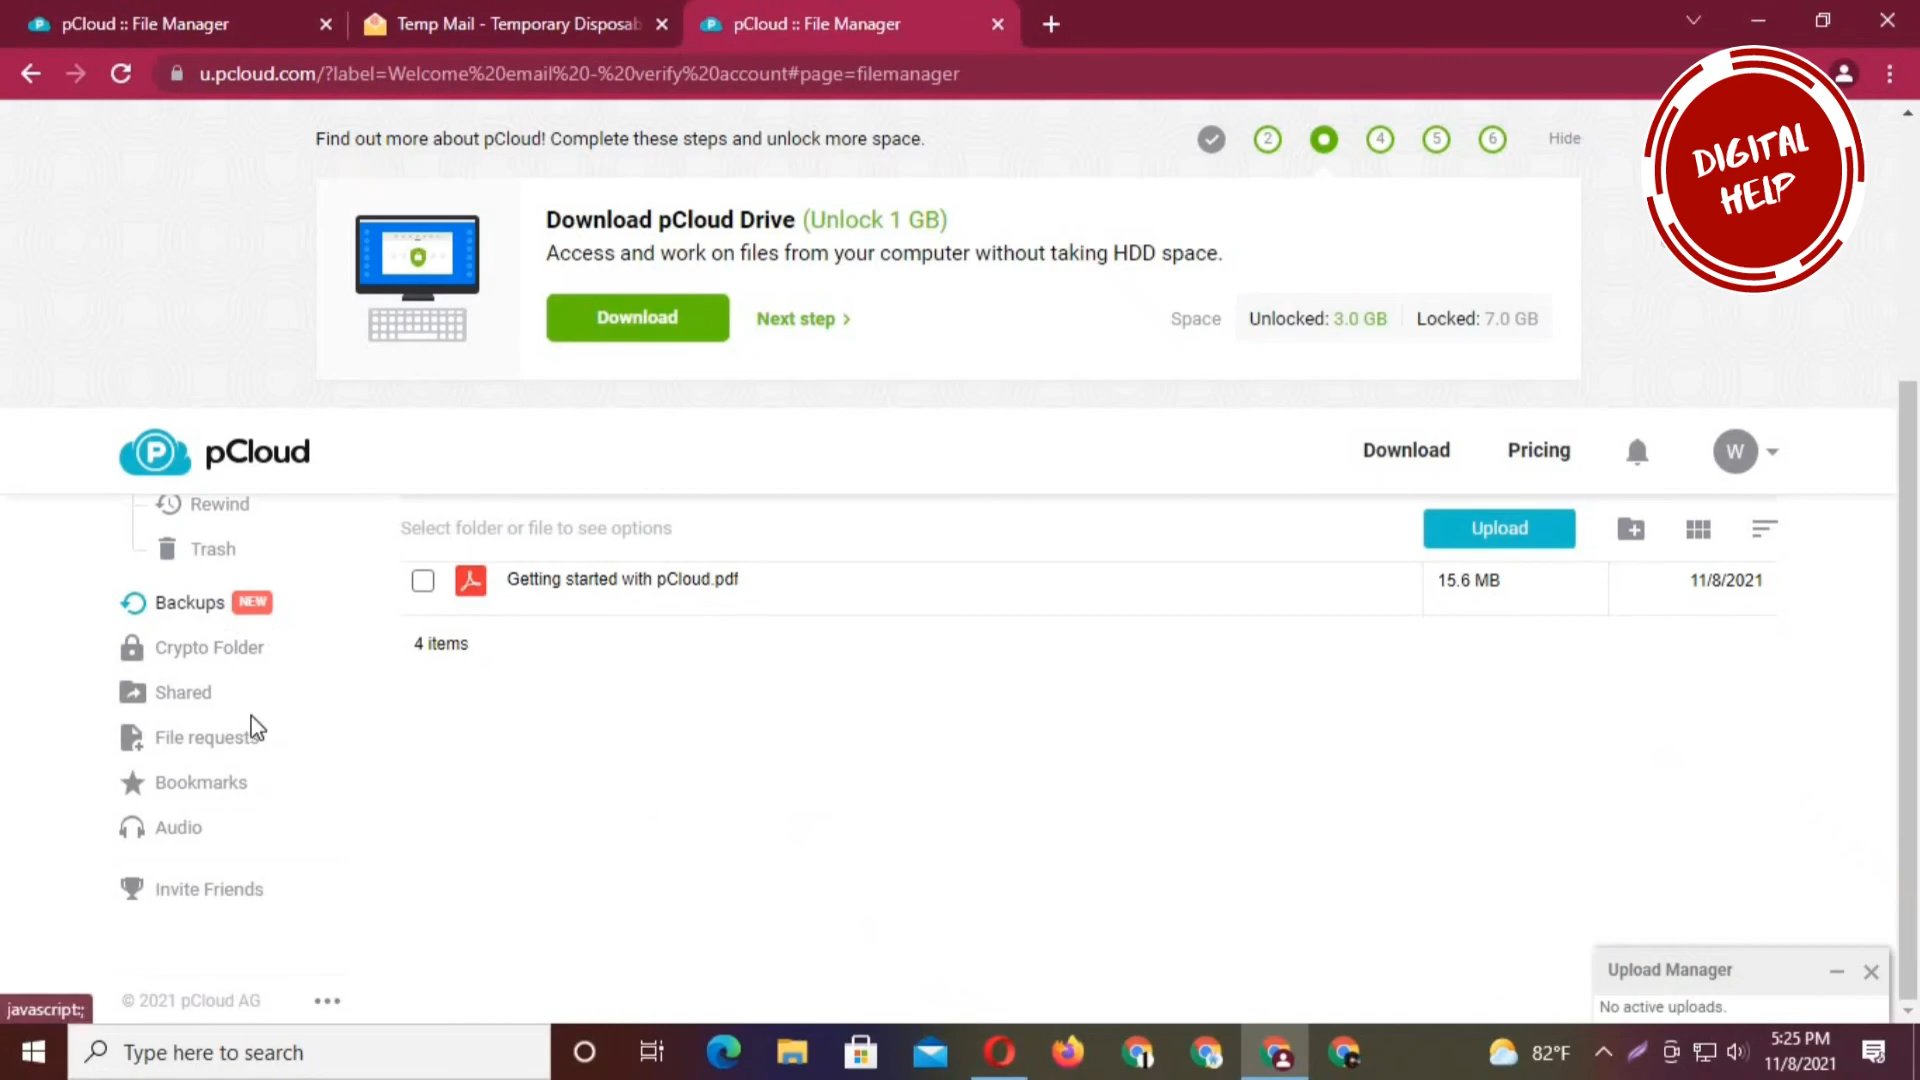 pCloud :: File Manager
Temp Mail - Temporary Disposab
pCloud :: File Manager
u.pcloud.com/?label=Welcome%20email%20-%20verify%20account#page=filemanager
DIGITAL
HELP
Find out more about pCloud! Complete these steps and unlock more space.
2
4
5
6
Hide
Download pCloud Drive (Unlock 1 GB)
Access and work on files from your computer without taking HDD space.
Download
Next step >
Space
Unlocked: 3.0 GB
Locked: 7.0 GB
P
pCloud
Download
Pricing
W
Rewind
Trash
Select folder or file to see options
Upload
Getting started with pCloud.pdf
15.6 MB
11/8/2021
4 items
Backups NEW
Crypto Folder
Shared
File requests
Bookmarks
Audio
Invite Friends
© 2021 pCloud AG
javascript:;
Upload Manager
No active uploads.
Type here to search
82°F
5:25 PM
11/8/2021